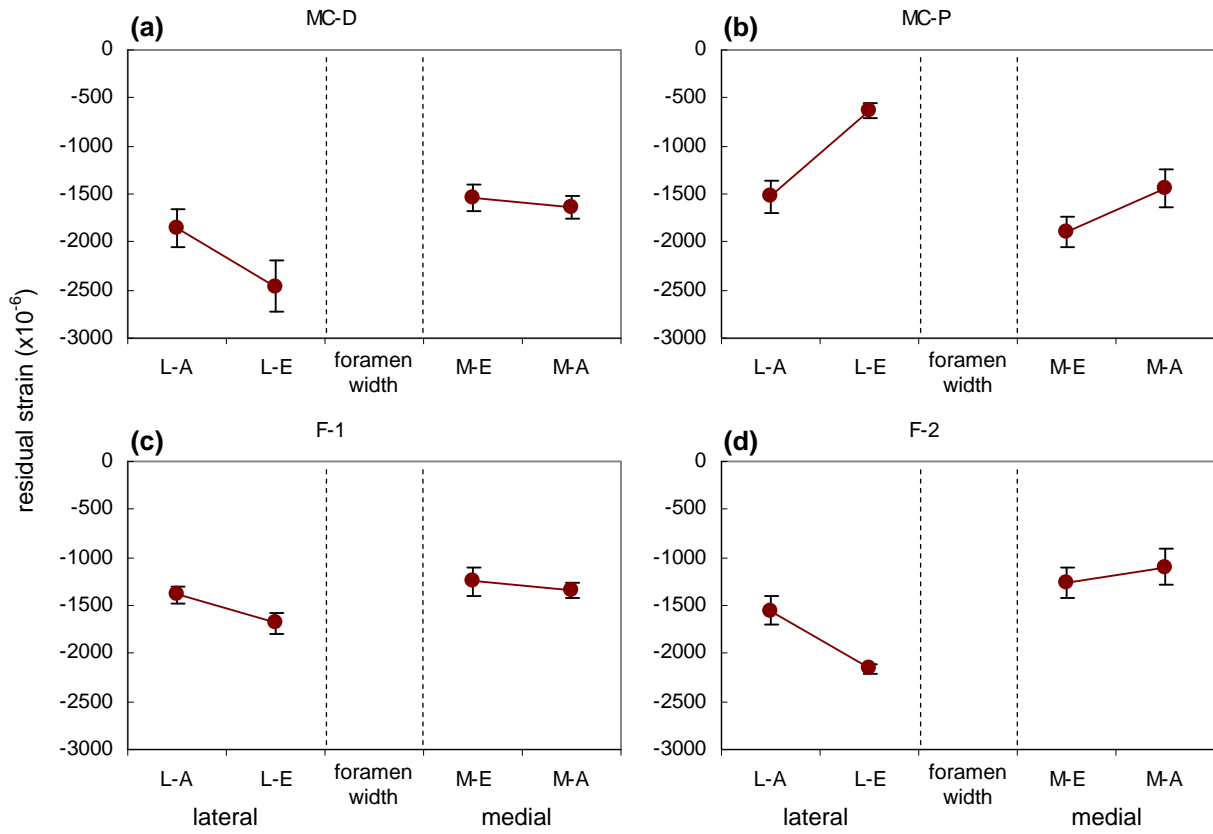 (a)
MC-D
(b)
MC-P
residual strain (x10⁻⁶)
0
-500
-1000
-1500
-2000
-2500
-3000
L-A
L-E
foramen
width
M-E
M-A
0
-500
-1000
-1500
-2000
-2500
-3000
L-A
L-E
foramen
width
M-E
M-A
(c)
F-1
(d)
F-2
0
-500
-1000
-1500
-2000
-2500
-3000
L-A
L-E
foramen
width
M-E
M-A
lateral
medial
0
-500
-1000
-1500
-2000
-2500
-3000
L-A
L-E
foramen
width
M-E
M-A
lateral
medial